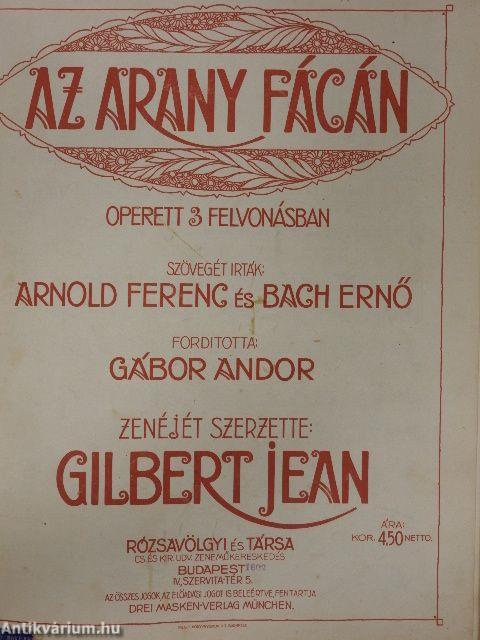 AZ ARANY FÁCÁN
OPERETT 3 FELVONÁSBAN
SZÖVEGÉT IRTÁK:
ARNOLD FERENC ÉS BACH ERNŐ
FORDITOTTA:
GÁBOR ANDOR
ZENÉJÉT SZERZETTE:
GILBERT JEAN
ÁRA:
KOR. 4,50 NETTO.
RÓZSAVÖLGYI ÉS TÁRSA
CS. ÉS KIR. UDV. ZENEMŰKERESKEDÉS
BUDAPEST
IV, SZERVITA-TÉR 5.
AZ ÖSSZES JOGOK, AZ ELŐADÁSI JOGOT IS BELEÉRTVE, FENTARTJA
DREI MASKEN-VERLAG MÜNCHEN.
Antikvárium.hu